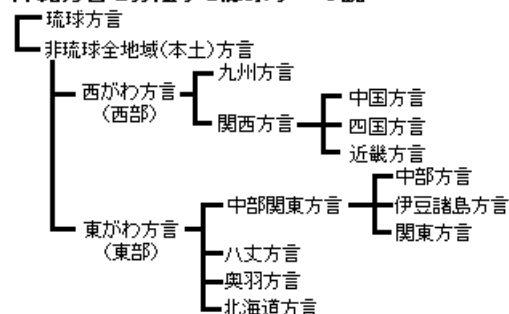 琉球方言
非琉球全地域(本土)方言
西がわ方言
(西部)
九州方言
関西方言
中国方言
四国方言
近畿方言
東がわ方言
(東部)
中部関東方言
中部方言
伊豆諸島方言
関東方言
八丈方言
奥羽方言
北海道方言